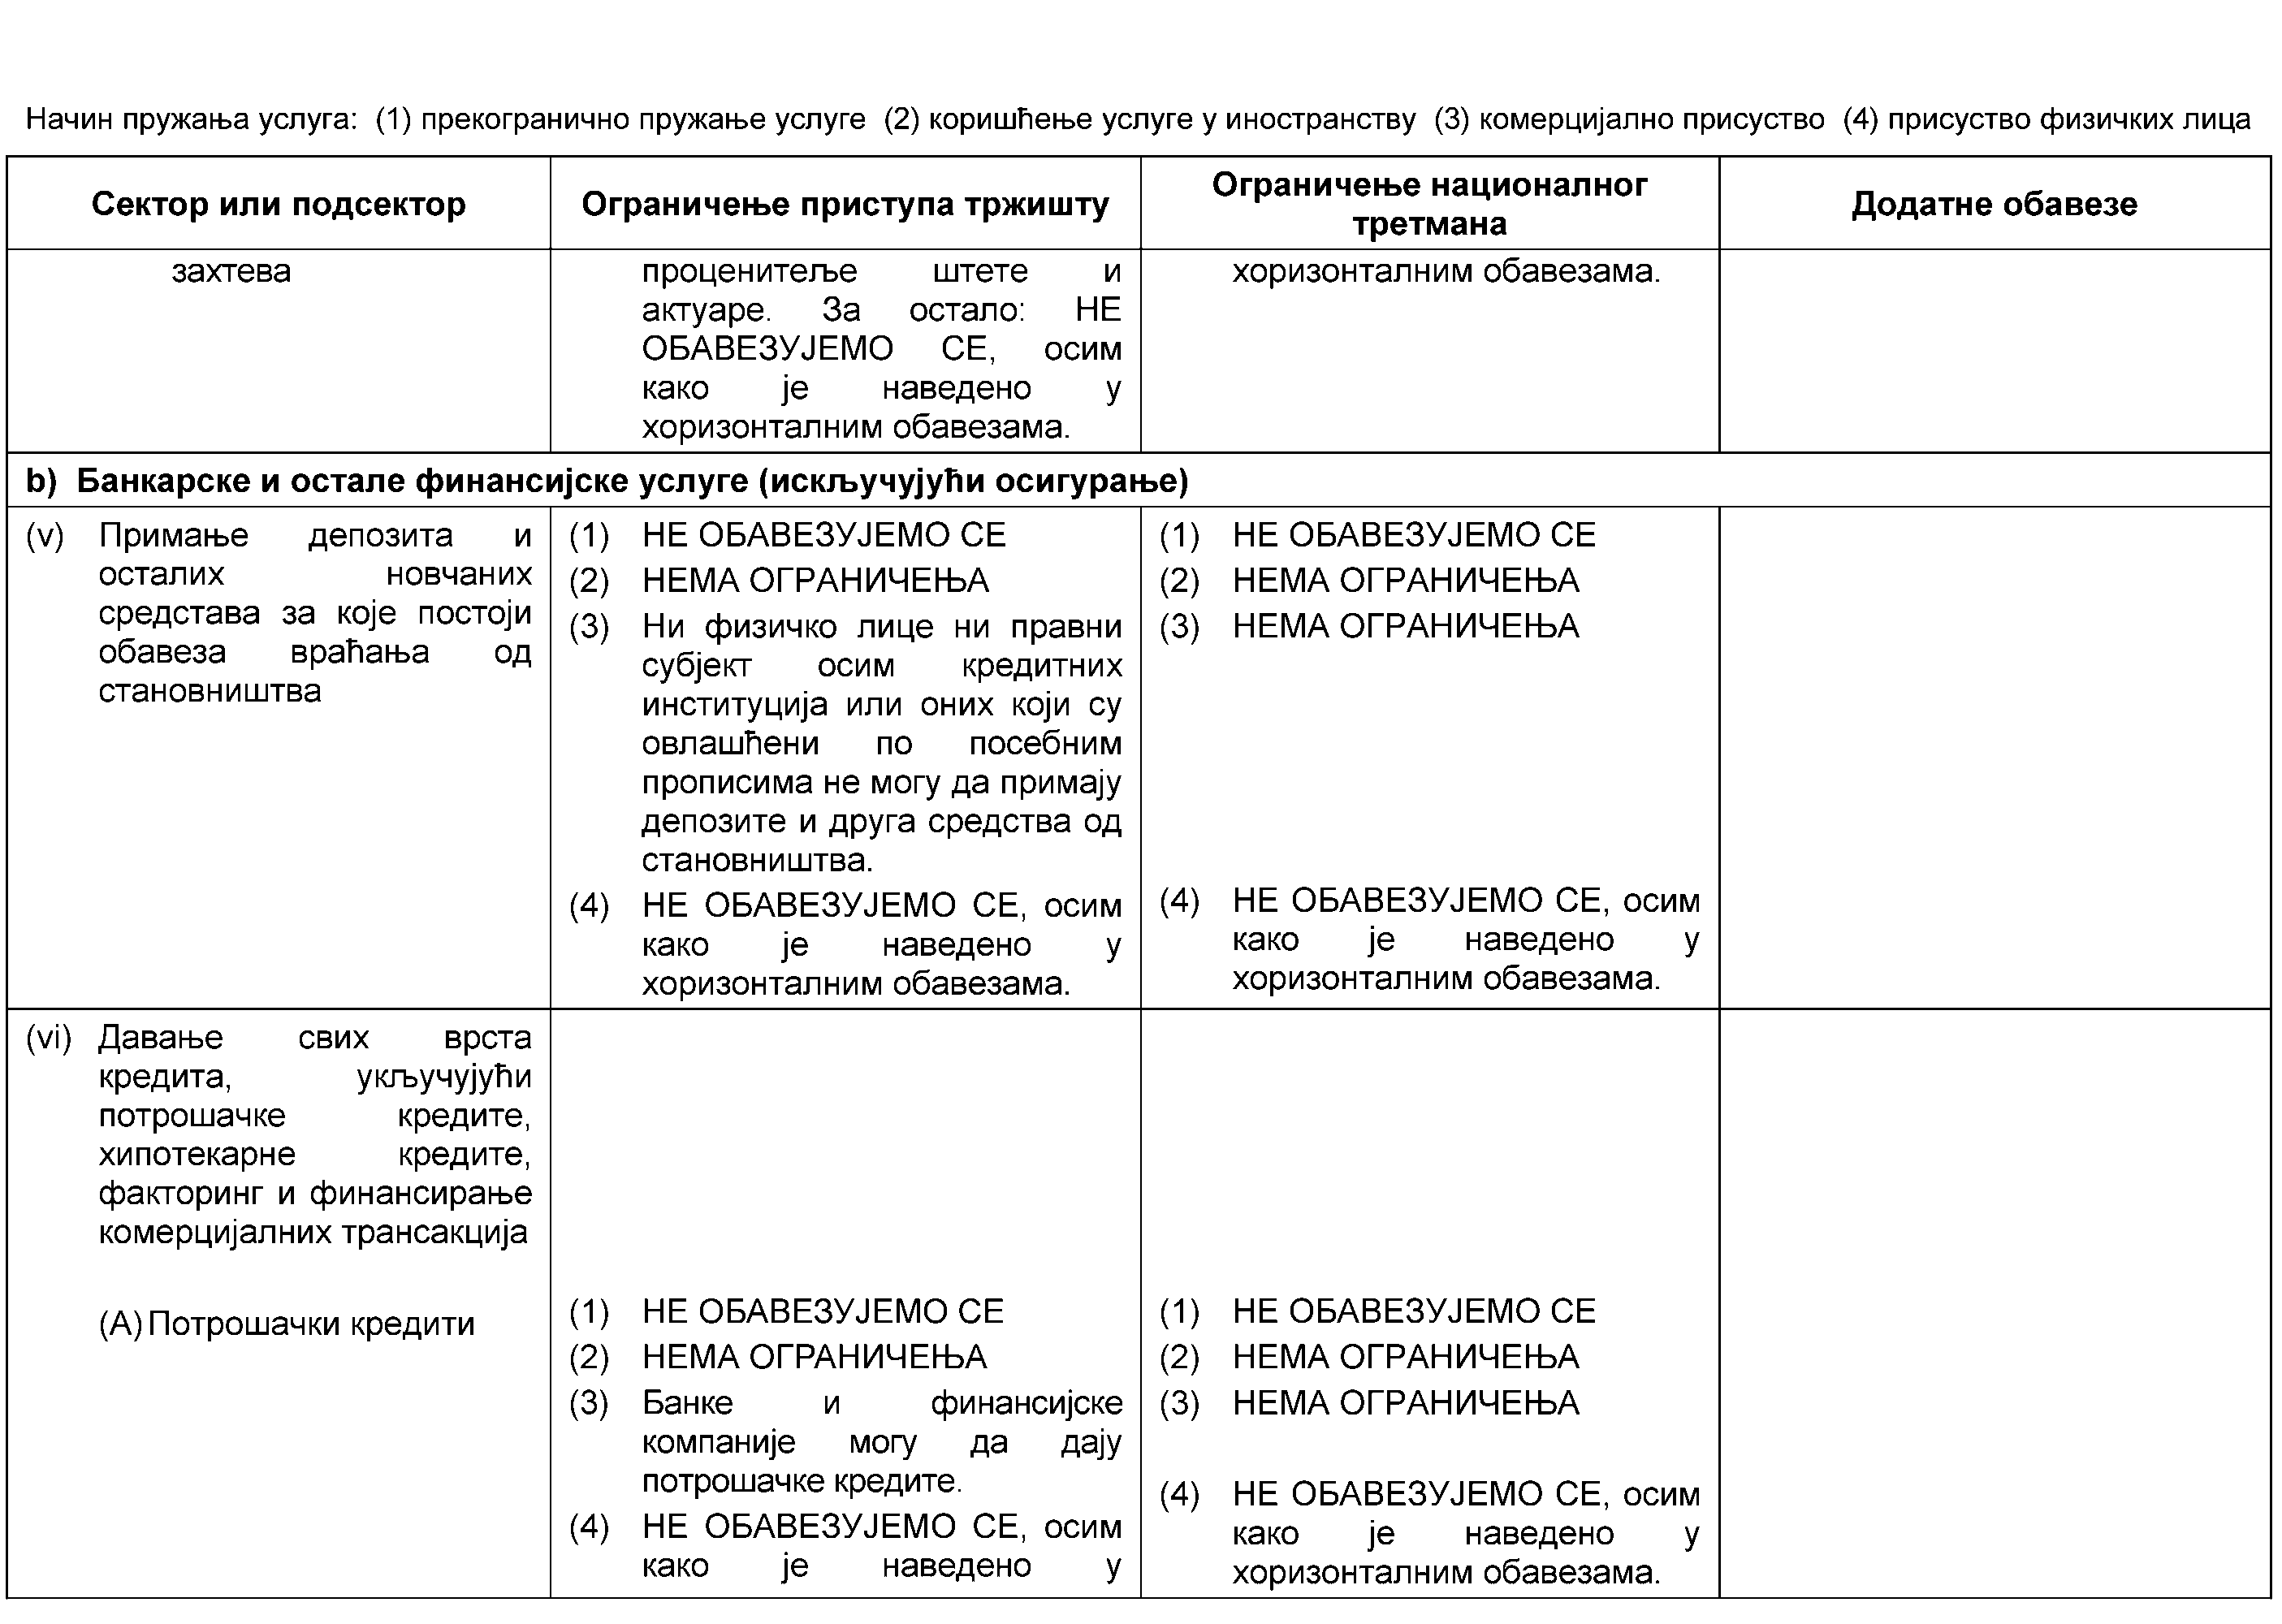 Начин пружања услуга: (1) прекогранично пружање услуге (2) коришћење услуге у иностранству (3) комерцијално присуство (4) присуство физичких лица
Сектор или подсектор
Ограничење приступа тржишту
Ограничење националног
третмана
Додатне обавезе
захтева
проценитеље штете и
актуаре. За остало: НЕ
ОБАВЕЗУЈЕМО СЕ, осим
како је наведено у
хоризонталним обавезама.
хоризонталним обавезама.
b) Банкарске и остале финансијске услуге (искључујући осигурање)
(v) Примање депозита и
осталих новчаних
средстава за које постоји
обавеза враћања од
становништва
(1) НЕ ОБАВЕЗУЈЕМО СЕ
(2) НЕМА ОГРАНИЧЕЊА
(3) Ни физичко лице ни правни
субјект осим кредитних
институција или оних који су
овлашћени по посебним
прописима не могу да примају
депозите и друга средства од
становништва.
(4) НЕ ОБАВЕЗУЈЕМО СЕ, осим
како је наведено у
хоризонталним обавезама.
(1) НЕ ОБАВЕЗУЈЕМО СЕ
(2) НЕМА ОГРАНИЧЕЊА
(3) НЕМА ОГРАНИЧЕЊА
(4) НЕ ОБАВЕЗУЈЕМО СЕ, осим
како је наведено у
хоризонталним обавезама.
(vi) Давање свих врста
кредита, укључујући
потрошачке кредите,
хипотекарне кредите,
факторинг и финансирање
комерцијалних трансакција
(A) Потрошачки кредити
(1) НЕ ОБАВЕЗУЈЕМО СЕ
(2) НЕМА ОГРАНИЧЕЊА
(3) Банке и финансијске
компаније могу да дају
потрошачке кредите.
(4) НЕ ОБАВЕЗУЈЕМО СЕ, осим
како је наведено у
(1) НЕ ОБАВЕЗУЈЕМО СЕ
(2) НЕМА ОГРАНИЧЕЊА
(3) НЕМА ОГРАНИЧЕЊА
(4) НЕ ОБАВЕЗУЈЕМО СЕ, осим
како је наведено у
хоризонталним обавезама.